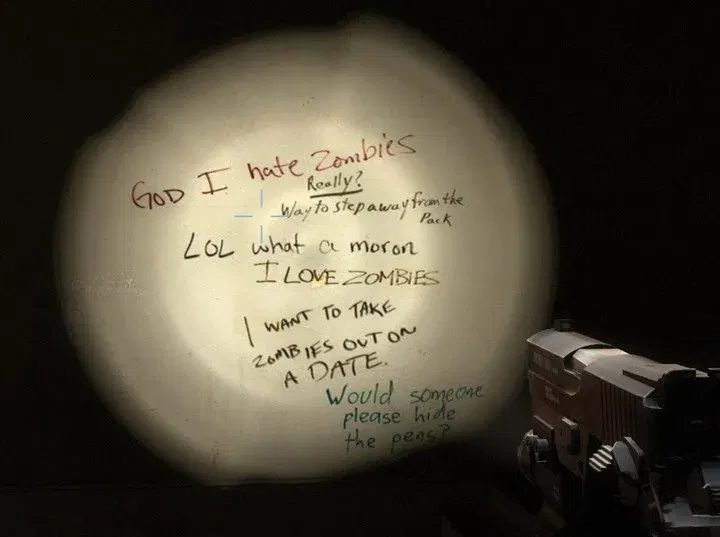 GOD I hate Zombies
Really?
Way to step away from the
Pack
LOL what a moron
I LOVE ZOMBIES
I WANT TO TAKE
ZOMBIES OUT ON
A DATE.
Would someone
please hide
the pens?